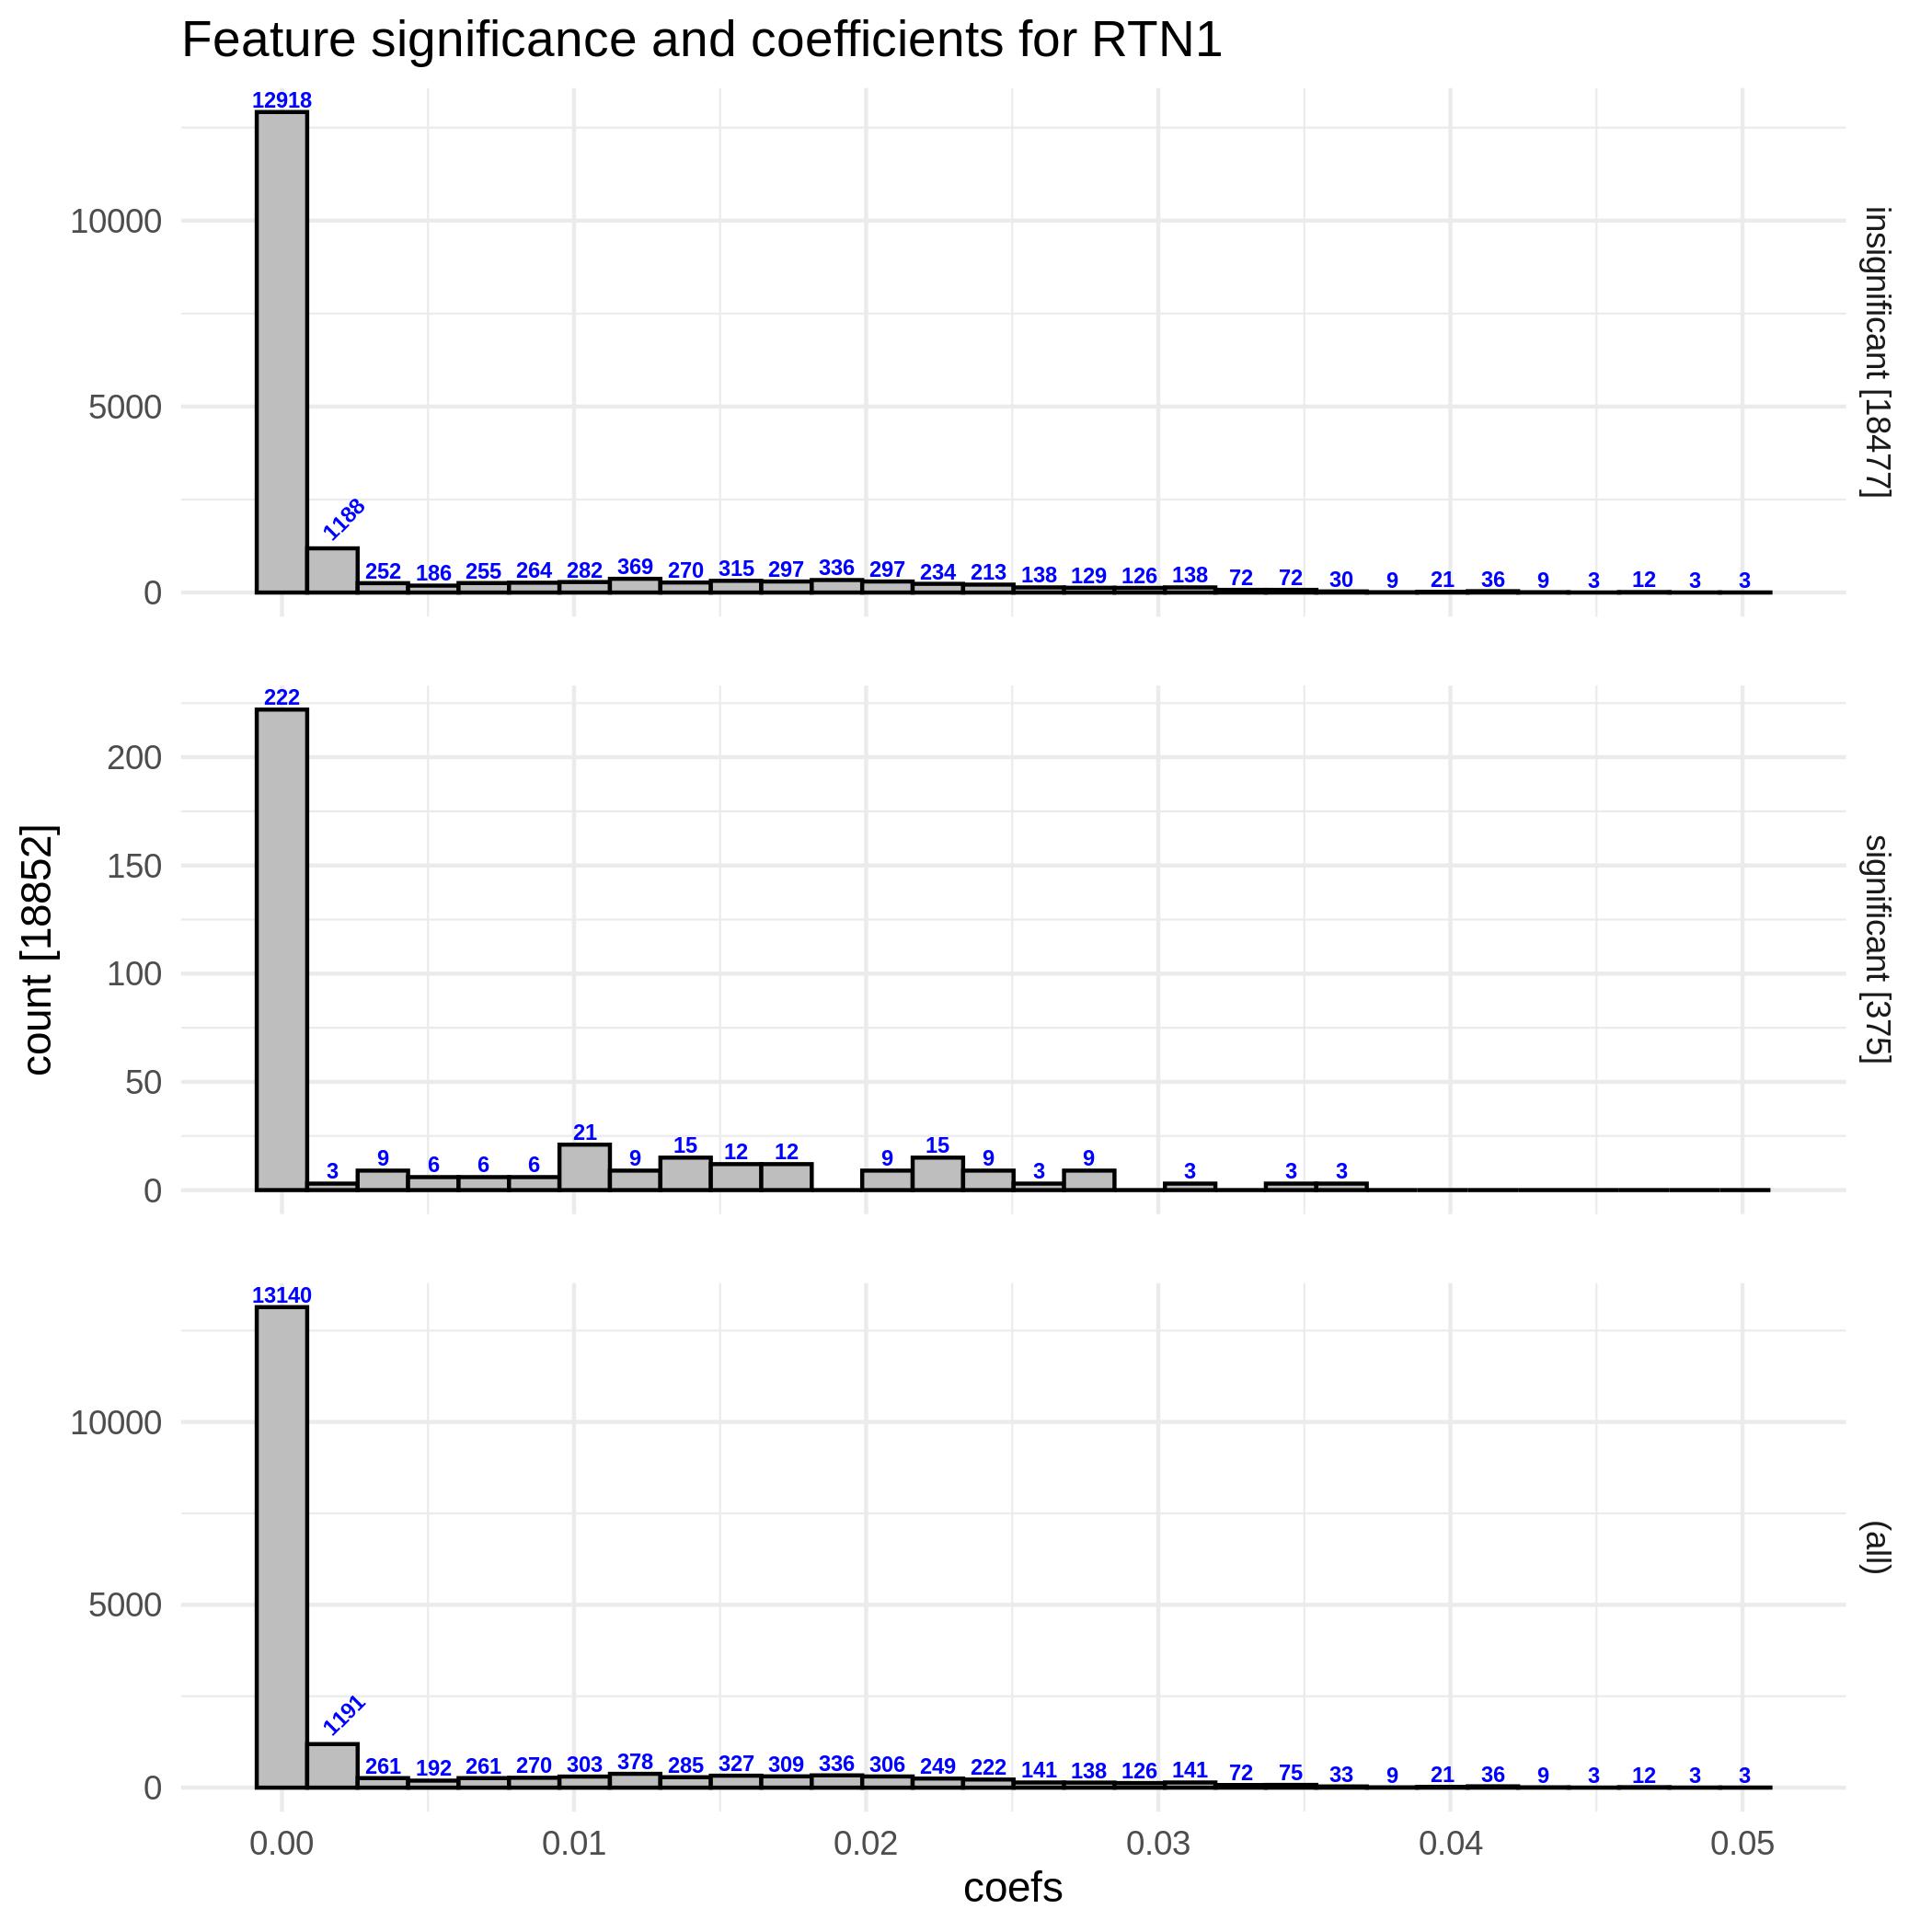 Feature significance and coefficients for RTN1
12918
10000
5000
0
1188
252 186 255 264 282 369 270 315 297 336 297 234 213 138 129 126 138 72 72 30 9 21 36 9 3 12 3 3
insignificant [18477]
count [18852]
222
200
150
100
50
0
3 9 6 6 6 21 9 15 12 12 9 15 9 3 9 3 3 3
significant [375]
13140
10000
5000
0
1191
261 192 261 270 303 378 285 327 309 336 306 249 222 141 138 126 141 72 75 33 9 21 36 9 3 12 3 3
(all)
0.00 0.01 0.02 0.03 0.04 0.05
coefs